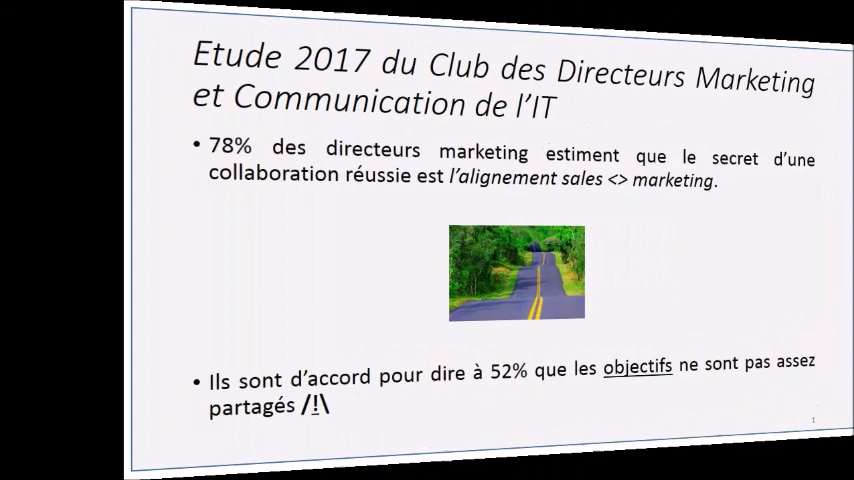 Etude 2017 du Club des Directeurs Marketing
et Communication de l'IT
• 78% des directeurs marketing estiment que le secret d'une
collaboration réussie est l'alignement sales <> marketing.
• Ils sont d'accord pour dire à 52% que les objectifs ne sont pas assez
partagés /!\
1